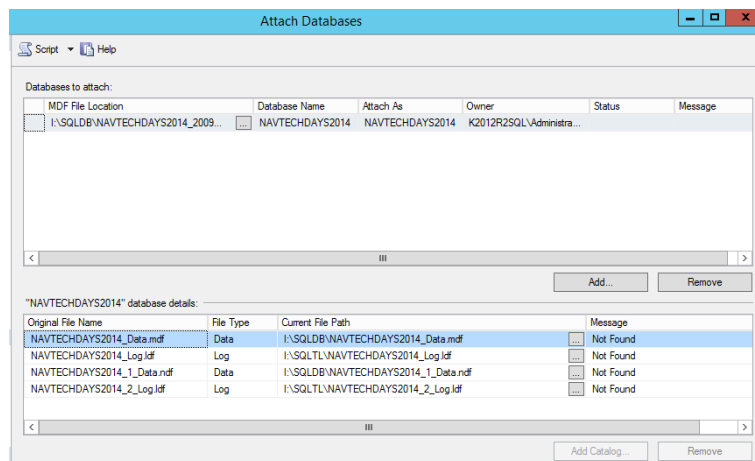 Attach Databases
Script Help
Databases to attach:
MDF File Location Database Name Attach As Owner Status Message
I:\SQLDB\NAVTECHDAYS2014_2009... ... NAVTECHDAYS2014 NAVTECHDAYS2014 K2012R2SQL\Administra...
Add... Remove
"NAVTECHDAYS2014" database details:
Original File Name File Type Current File Path Message
NAVTECHDAYS2014_Data.mdf Data I:\SQLDB\NAVTECHDAYS2014_Data.mdf ... Not Found
NAVTECHDAYS2014_Log.ldf Log I:\SQLTL\NAVTECHDAYS2014_Log.ldf ... Not Found
NAVTECHDAYS2014_1_Data.ndf Data I:\SQLDB\NAVTECHDAYS2014_1_Data.ndf ... Not Found
NAVTECHDAYS2014_2_Log.ldf Log I:\SQLTL\NAVTECHDAYS2014_2_Log.ldf ... Not Found
Add Catalog... Remove